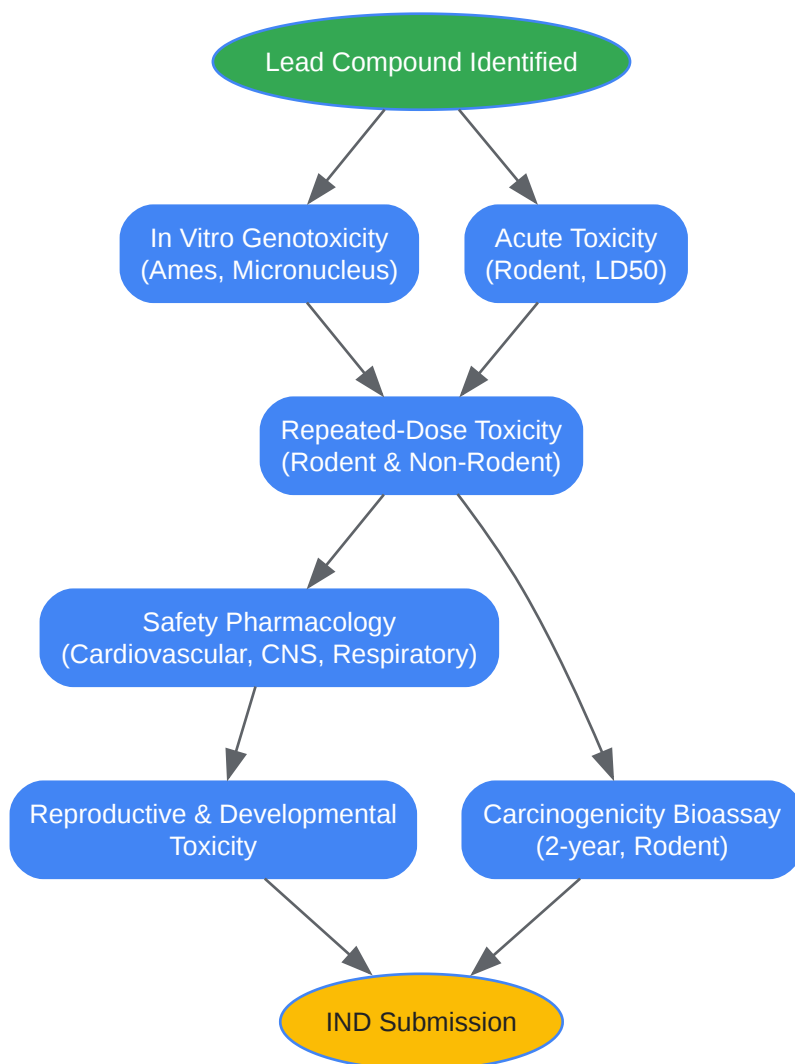 Lead Compound Identified
In Vitro Genotoxicity
(Ames, Micronucleus)
Acute Toxicity
(Rodent, LD50)
Repeated-Dose Toxicity
(Rodent & Non-Rodent)
Safety Pharmacology
(Cardiovascular, CNS, Respiratory)
Reproductive & Developmental
Toxicity
Carcinogenicity Bioassay
(2-year, Rodent)
IND Submission